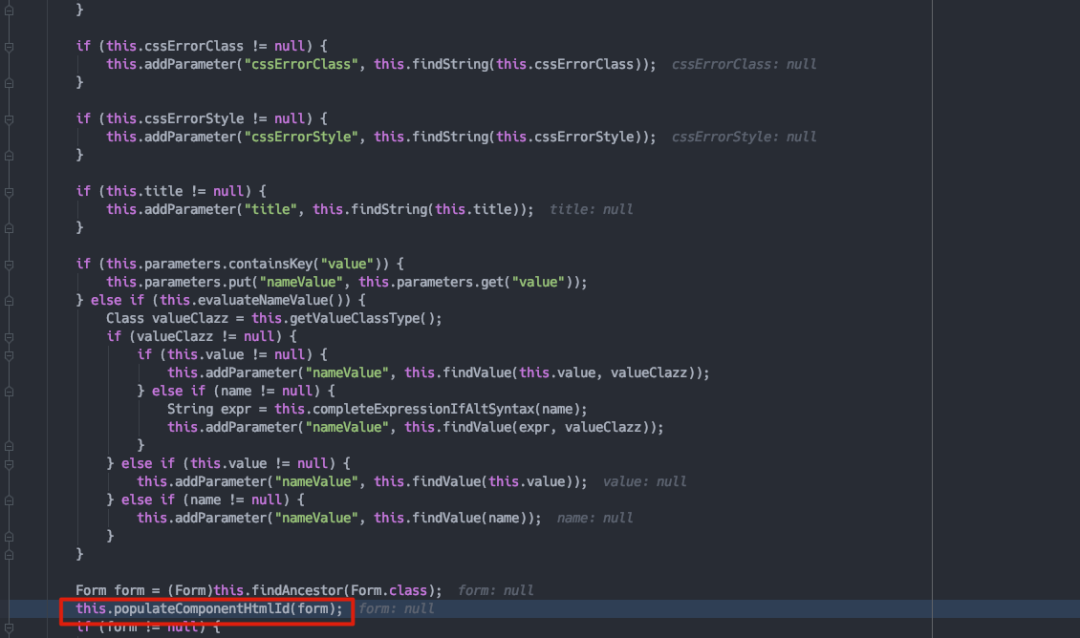 }
if (this.cssErrorClass != null) {
this.addParameter("cssErrorClass", this.findString(this.cssErrorClass)); cssErrorClass: null
}
if (this.cssErrorStyle != null) {
this.addParameter("cssErrorStyle", this.findString(this.cssErrorStyle)); cssErrorStyle: null
}
if (this.title != null) {
this.addParameter("title", this.findString(this.title)); title: null
}
if (this.parameters.containsKey("value")) {
this.parameters.put("nameValue", this.parameters.get("value"));
} else if (this.evaluateNameValue()) {
Class valueClazz = this.getValueClassType();
if (valueClazz != null) {
if (this.value != null) {
this.addParameter("nameValue", this.findValue(this.value, valueClazz));
} else if (name != null) {
String expr = this.completeExpressionIfAltSyntax(name);
this.addParameter("nameValue", this.findValue(expr, valueClazz));
}
} else if (this.value != null) {
this.addParameter("nameValue", this.findValue(this.value)); value: null
} else if (name != null) {
this.addParameter("nameValue", this.findValue(name)); name: null
}
}
Form form = (Form)this.findAncestor(Form.class); form: null
this.populateComponentHtmlId(form); form: null
if (form != null) {